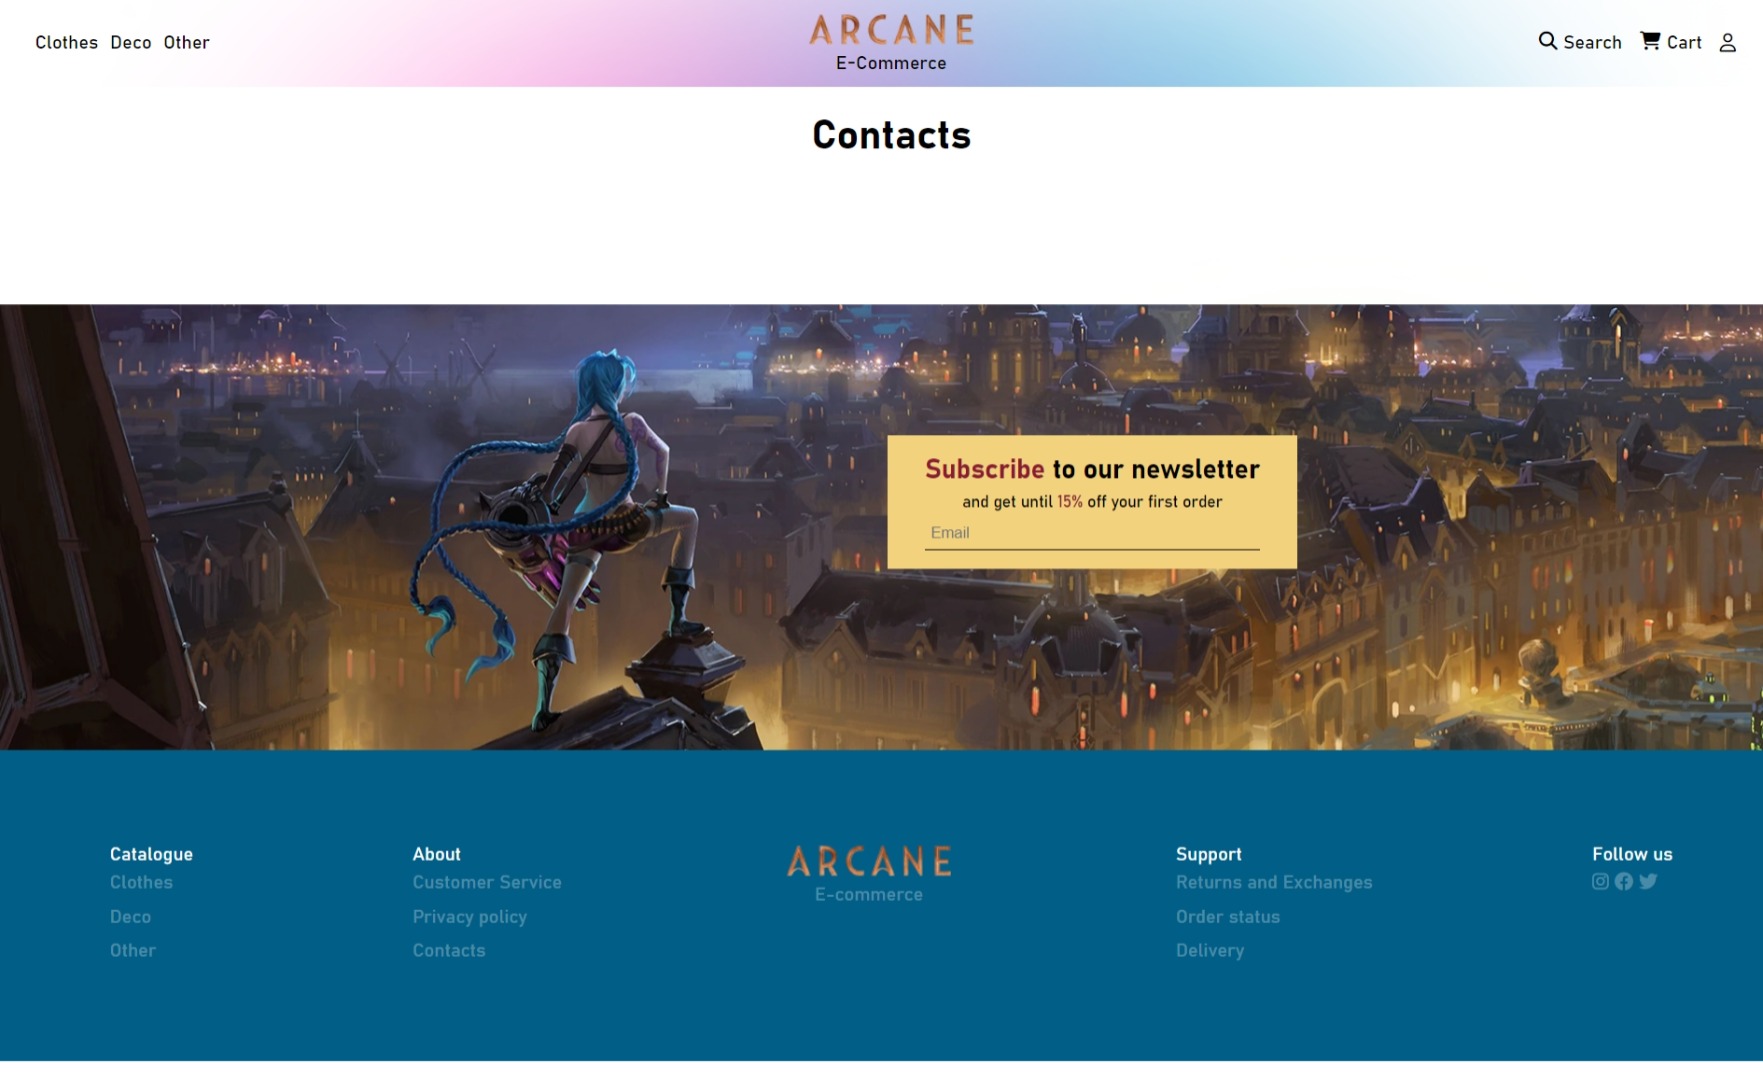 Clothes Deco Other
ARCANE
E-Commerce
Search Cart
Contacts
Subscribe to our newsletter
and get until 15% off your first order
Email
Catalogue
Clothes
Deco
Other
About
Customer Service
Privacy policy
Contacts
ARCANE
E-commerce
Support
Returns and Exchanges
Order status
Delivery
Follow us